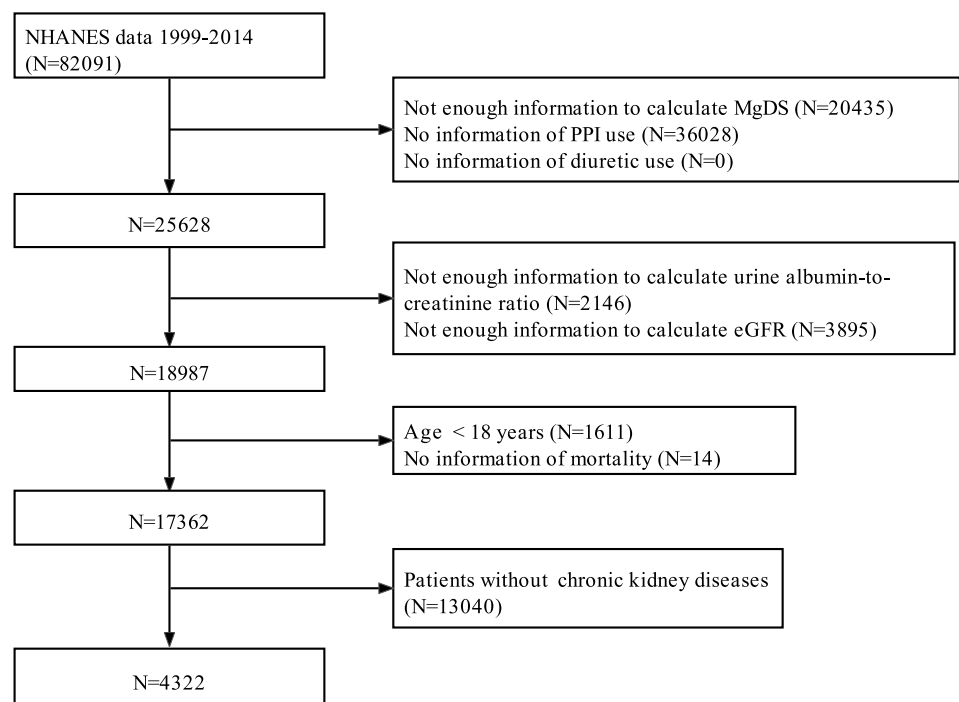 NHANES data 1999-2014
(N=82091)
Not enough information to calculate MgDS (N=20435)
No information of PPI use (N=36028)
No information of diuretic use (N=0)
N=25628
Not enough information to calculate urine albumin-to-
creatinine ratio (N=2146)
Not enough information to calculate eGFR (N=3895)
N=18987
Age < 18 years (N=1611)
No information of mortality (N=14)
N=17362
Patients without chronic kidney diseases
(N=13040)
N=4322